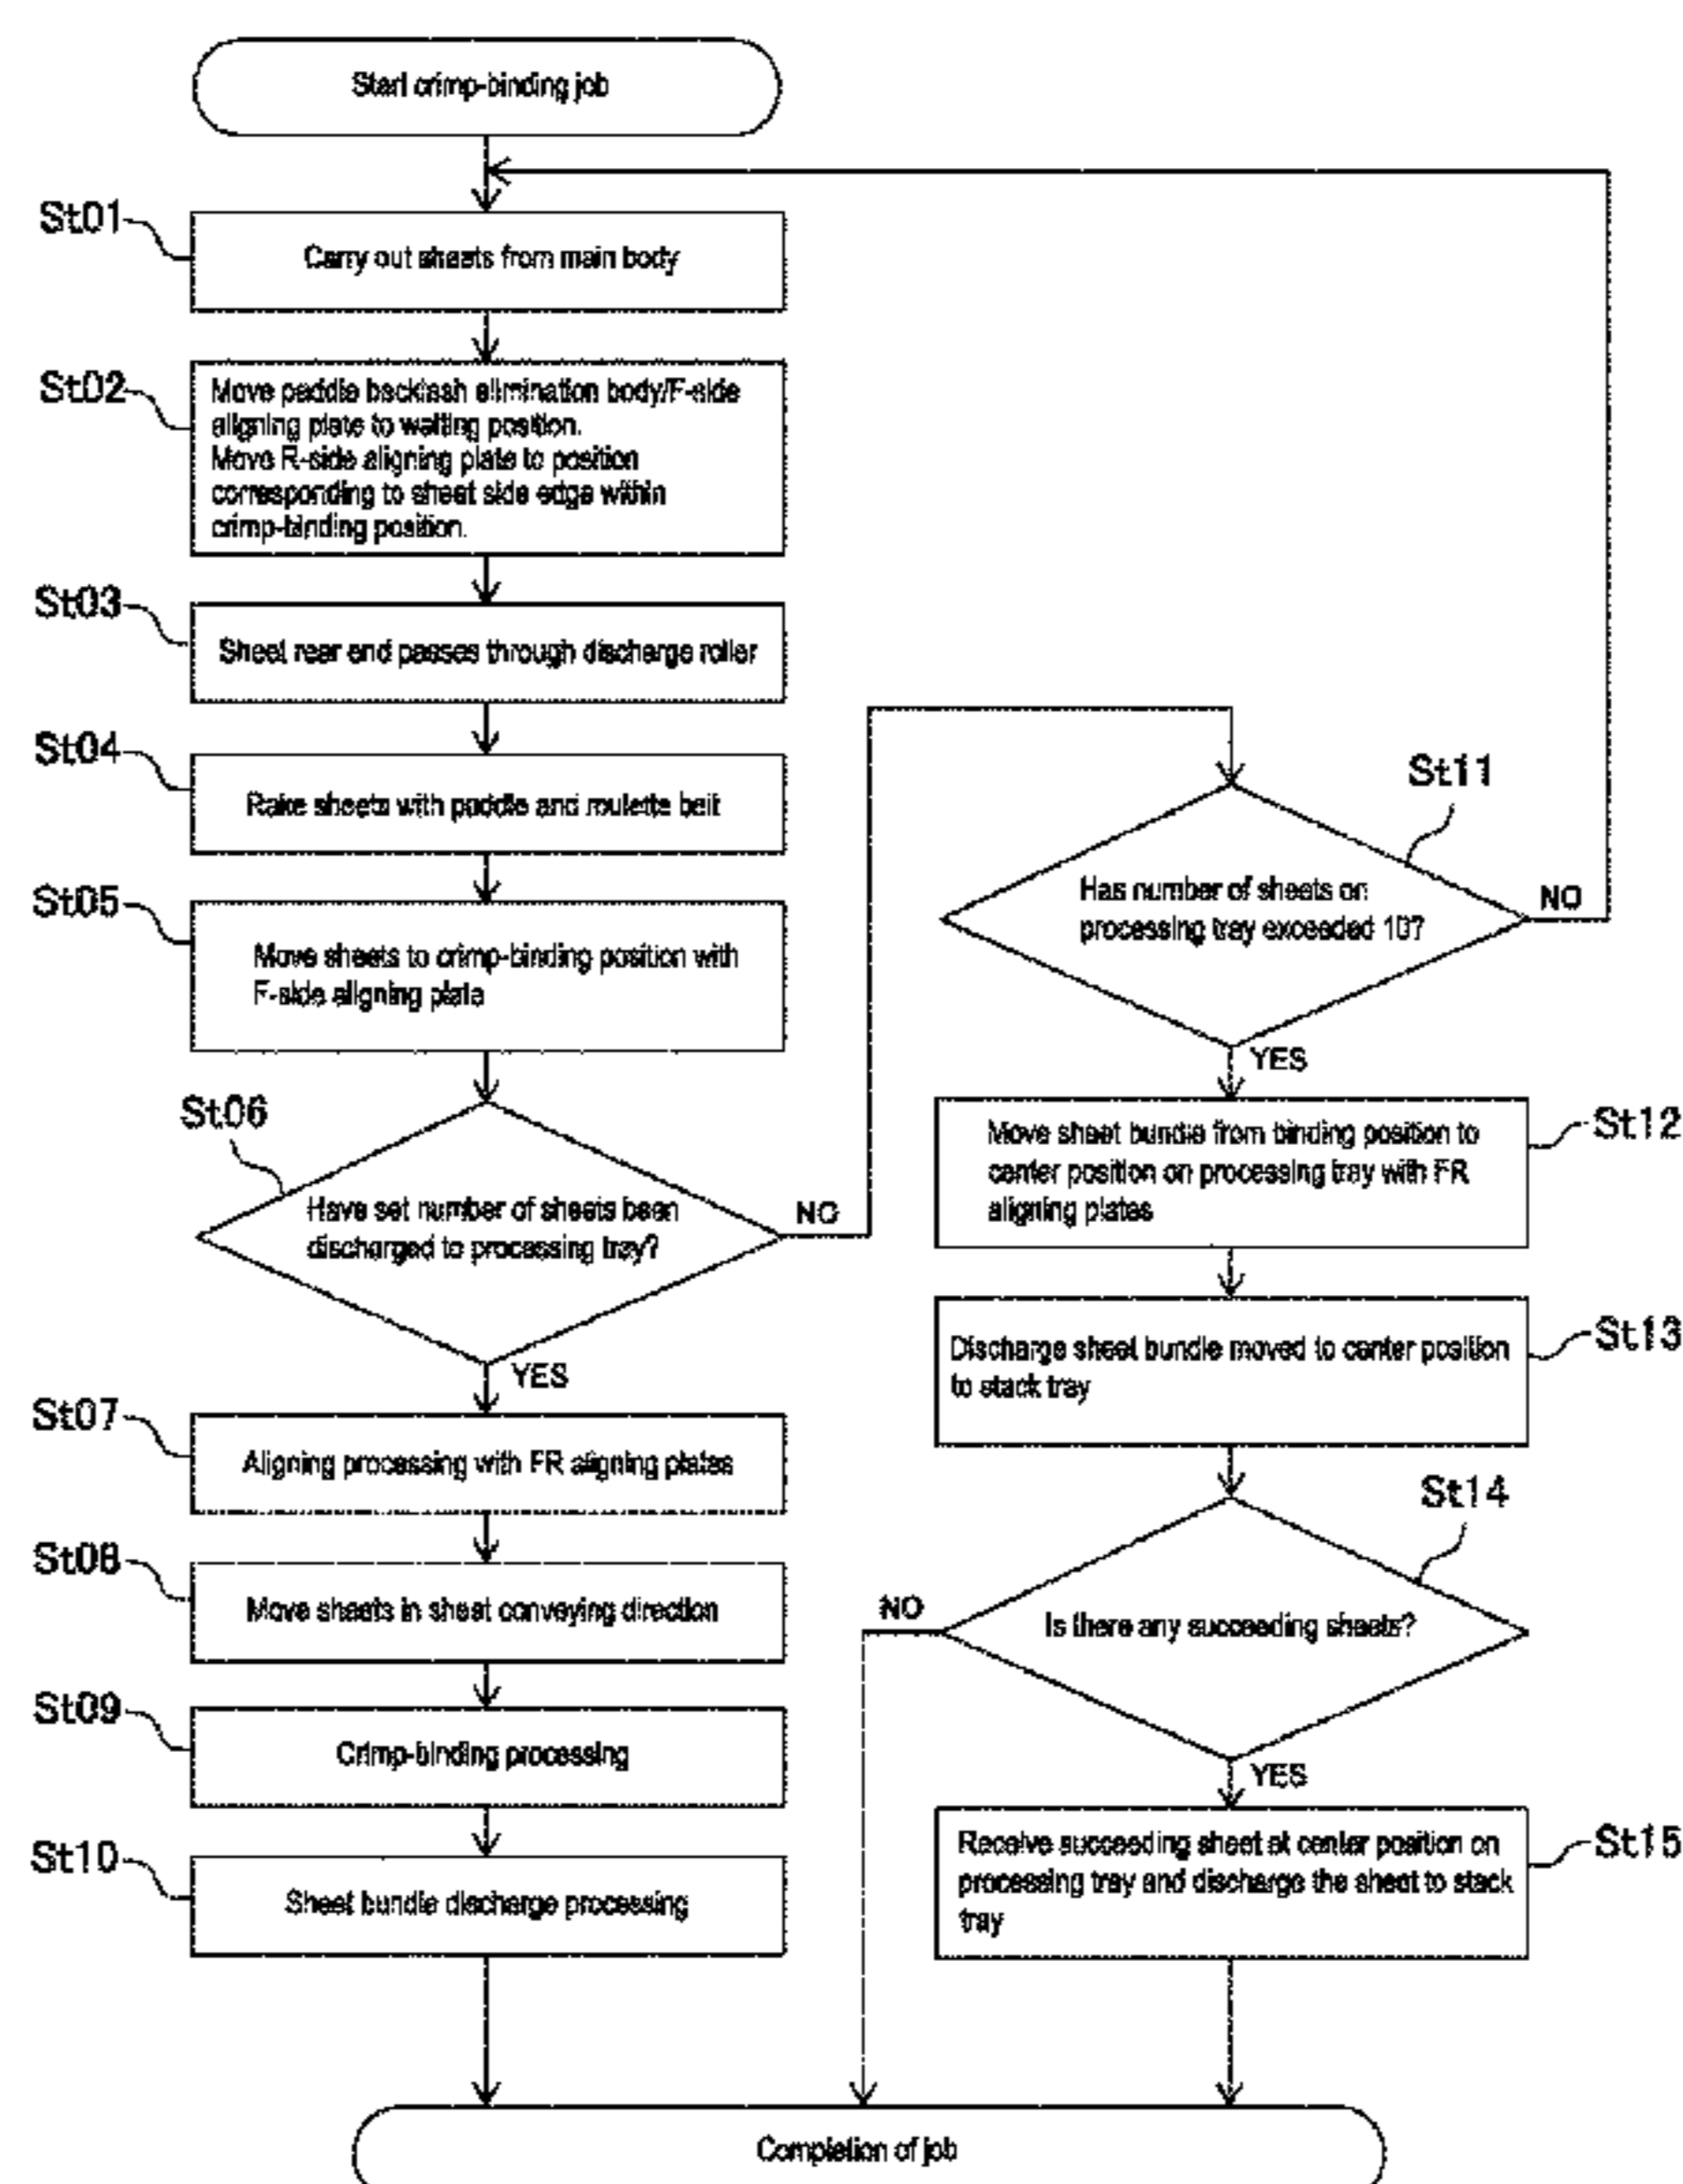 Start crimp-binding job
St01
Carry out sheets from main body
St02
Move paddle backlash elimination body/F-side
aligning plate to waiting position.
Move R-side aligning plate to position
corresponding to sheet side edge within
crimp-binding position.
St03
Sheet rear end passes through discharge roller
St04
Rake sheets with paddle and roulette belt
St05
Move sheets to crimp-binding position with
F-side aligning plate
St06
Have set number of sheets been
discharged to processing tray?
NO
YES
St07
Aligning processing with FR aligning plates
St08
Move sheets in sheet conveying direction
St09
Crimp-binding processing
St10
Sheet bundle discharge processing
St11
Has number of sheets on
processing tray exceeded 10?
NO
YES
St12
Move sheet bundle from binding position to
center position on processing tray with FR
aligning plates
St13
Discharge sheet bundle moved to center position
to stack tray
St14
Is there any succeeding sheets?
NO
YES
St15
Receive succeeding sheet at center position on
processing tray and discharge the sheet to stack
tray
Completion of job